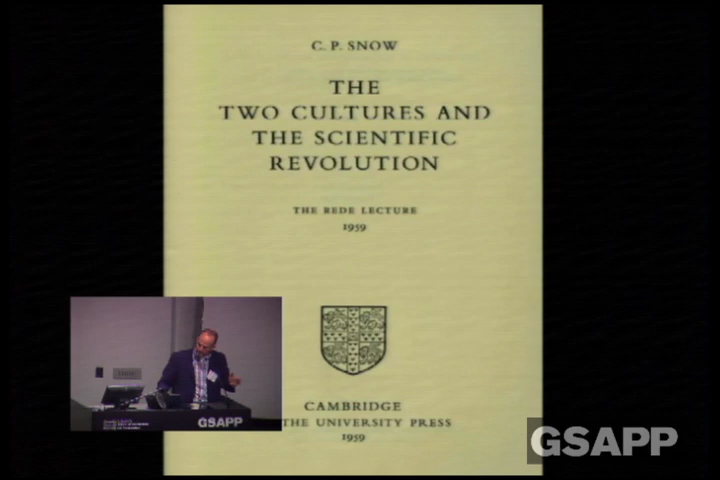 C. P. SNOW
THE
TWO CULTURES AND
THE SCIENTIFIC
REVOLUTION
THE REDE LECTURE
1959
CAMBRIDGE
THE UNIVERSITY PRESS
1959
GSAPP
GSAPP